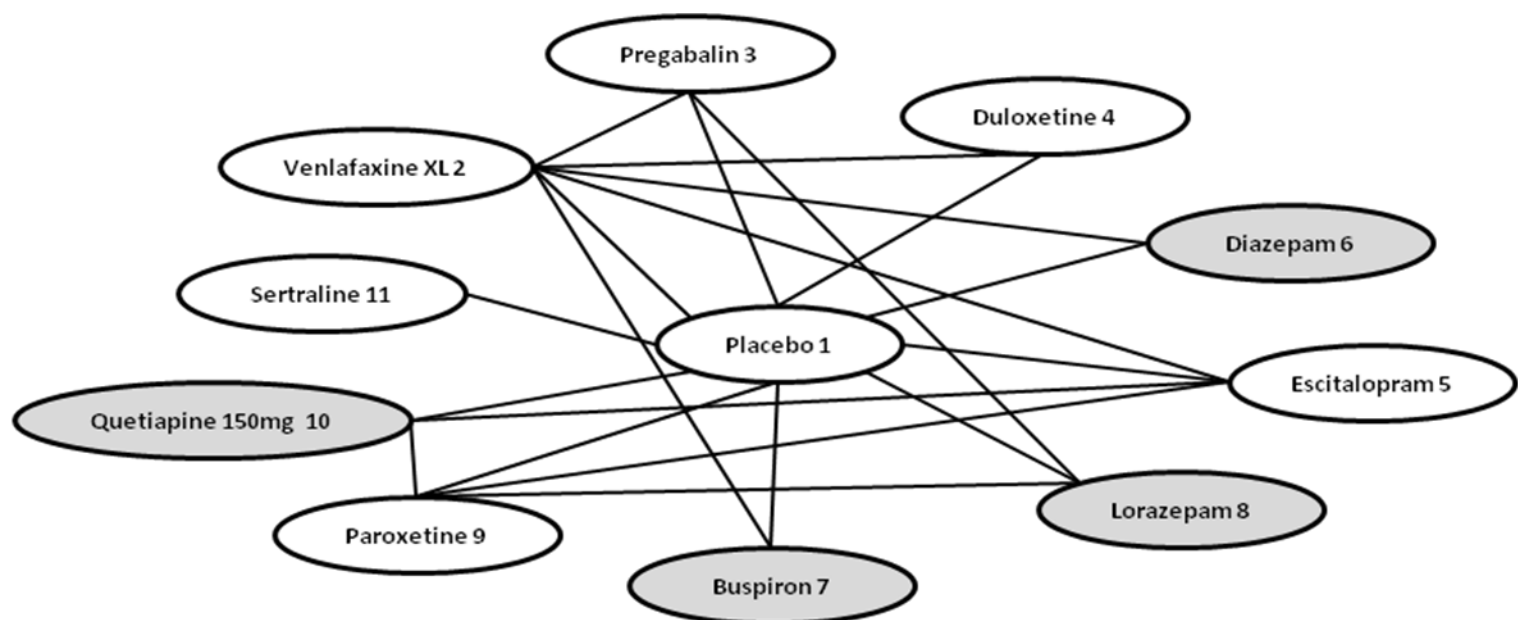 Pregabalin 3
Duloxetine 4
Venlafaxine XL 2
Diazepam 6
Sertraline 11
Placebo 1
Escitalopram 5
Quetiapine 150mg  10
Lorazepam 8
Paroxetine 9
Buspiron 7